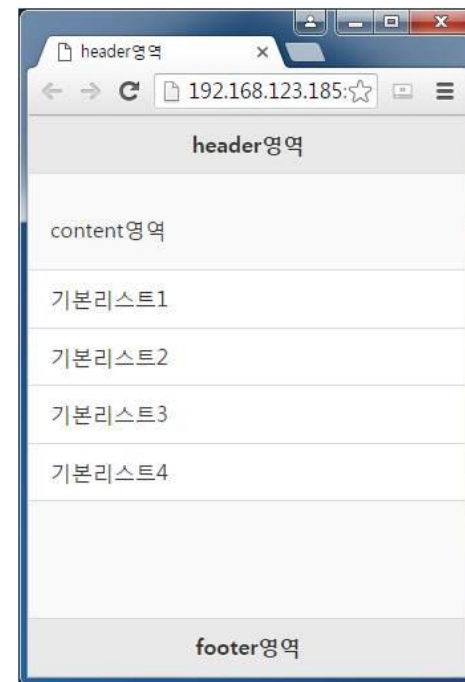 header영역
192.168.123.185:
header영역
content영역
기본리스트1
기본리스트2
기본리스트3
기본리스트4
footer영역